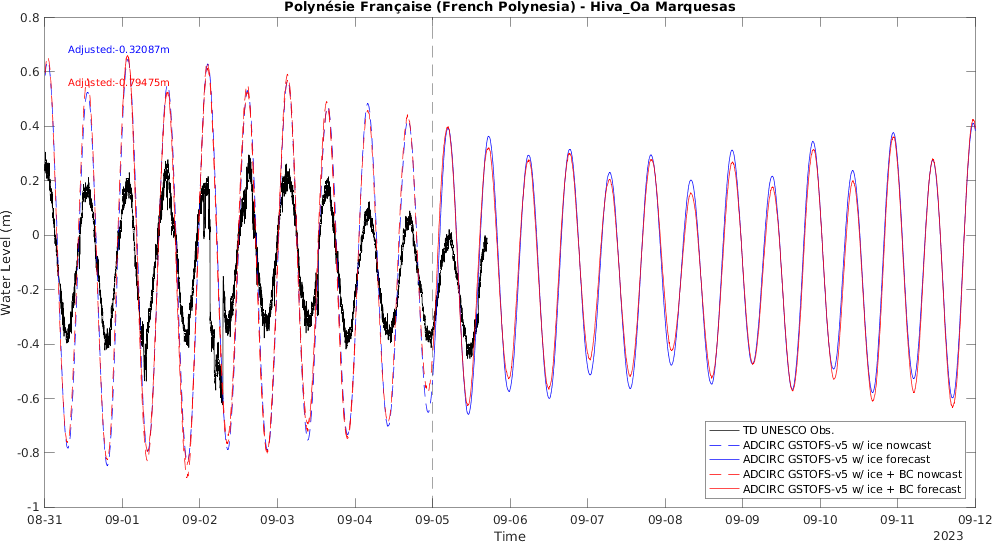 Polynésie Française (French Polynesia) - Hiva_Oa Marquesas
Adjusted:-0.32087m
Adjusted:-0.79475m
Water Level (m)
0.8
0.6
0.4
0.2
0
-0.2
-0.4
-0.6
-0.8
-1
TD UNESCO Obs.
ADCIRC GSTOFS-v5 w/ ice nowcast
ADCIRC GSTOFS-v5 w/ ice forecast
ADCIRC GSTOFS-v5 w/ ice + BC nowcast
ADCIRC GSTOFS-v5 w/ ice + BC forecast
08-31 09-01 09-02 09-03 09-04 09-05 09-06 09-07 09-08 09-09 09-10 09-11 09-12
Time
2023